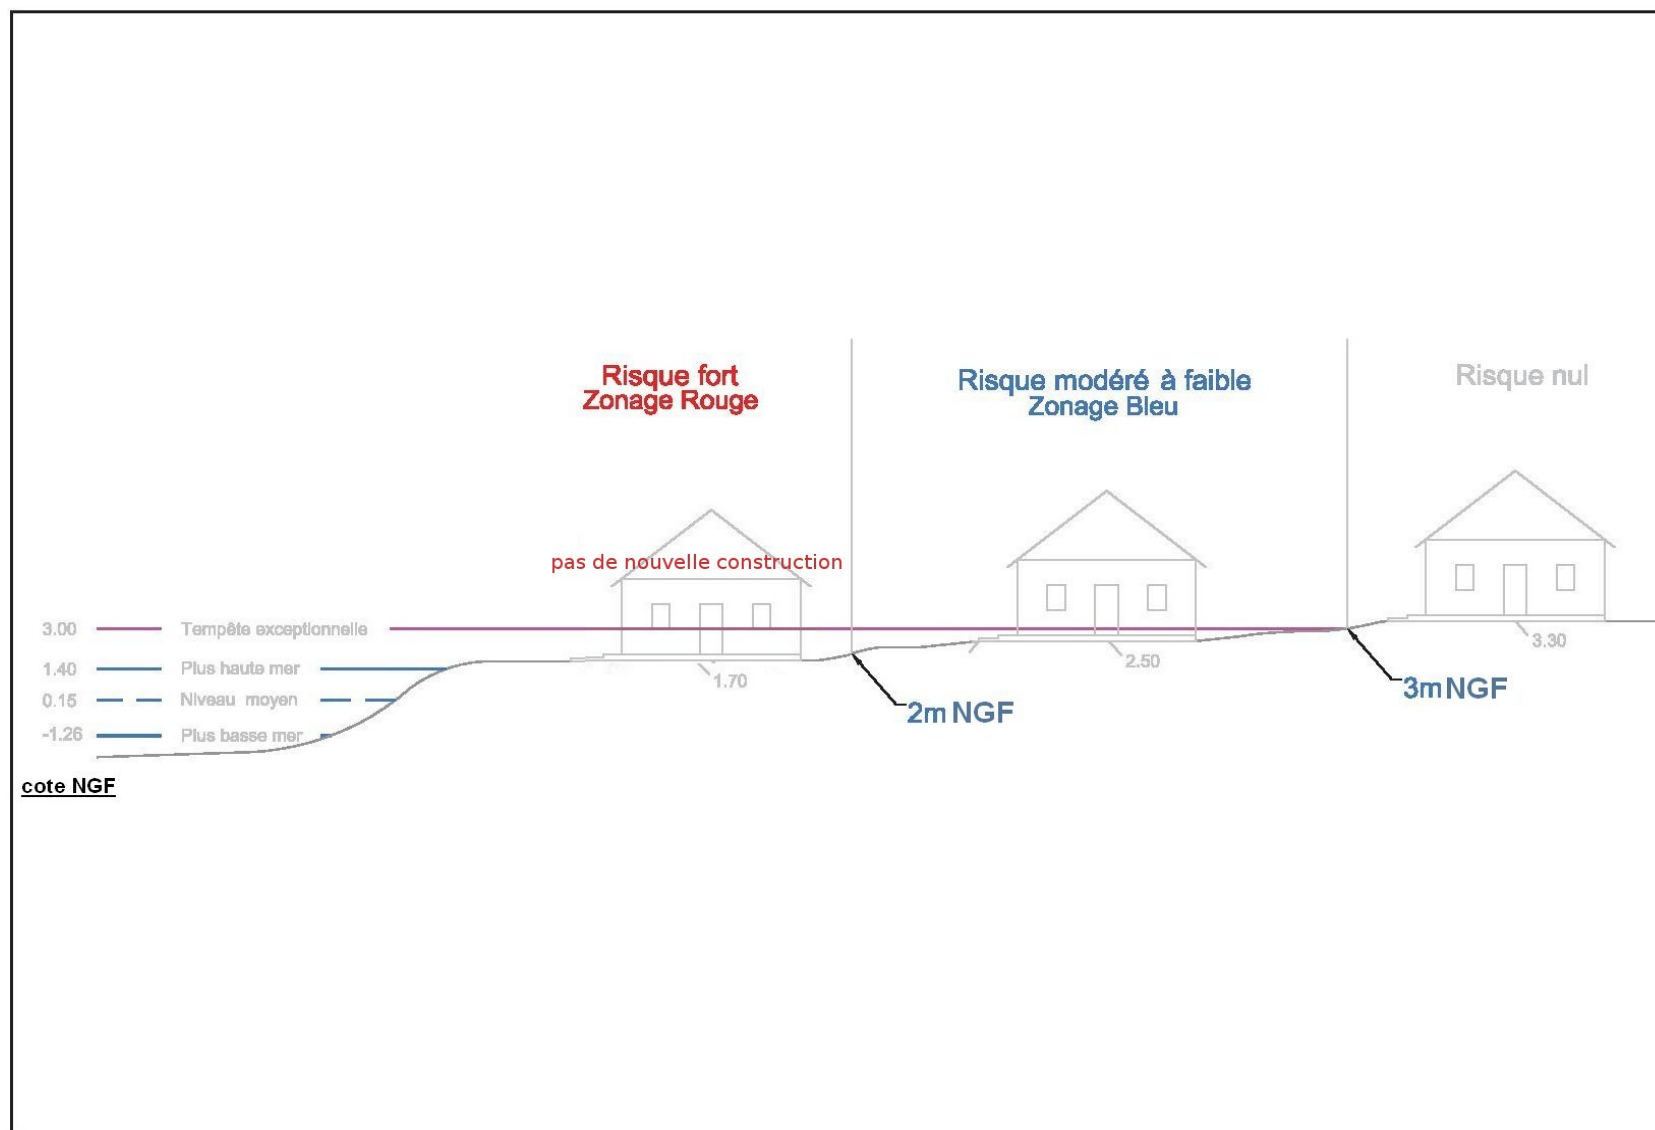 Risque fort
Zonage Rouge
Risque modéré à faible
Zonage Bleu
Risque nul
pas de nouvelle construction
3.00 Tempête exceptionnelle
1.40 Plus haute mer
0.15 Niveau moyen
-1.26 Plus basse mer
1.70
2.50
3.30
2m NGF
3m NGF
cote NGF